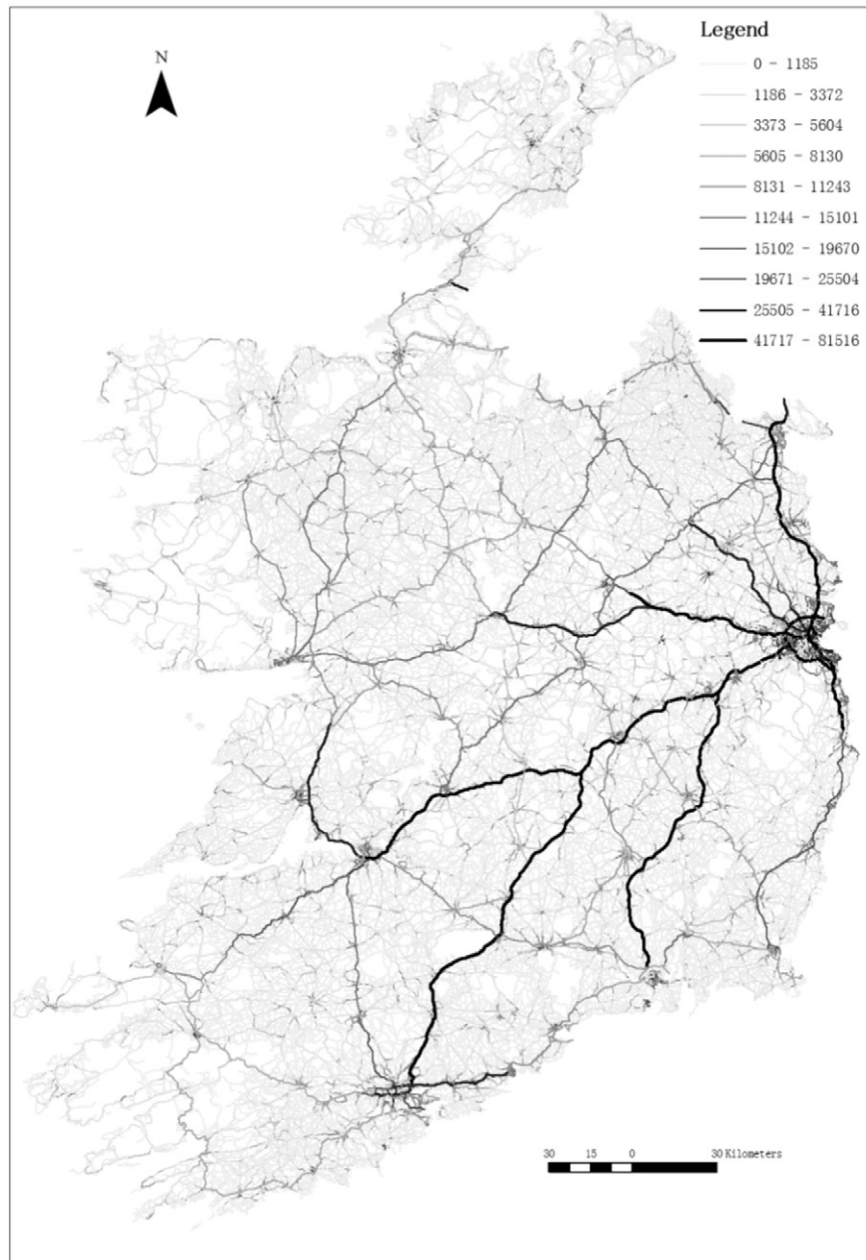 Legend
N
0 - 1185
1186 - 3372
3373 - 5604
5605 - 8130
8131 - 11243
11244 - 15101
15102 - 19670
19671 - 25504
25505 - 41716
41717 - 81516
30 15 0 30 Kilometers